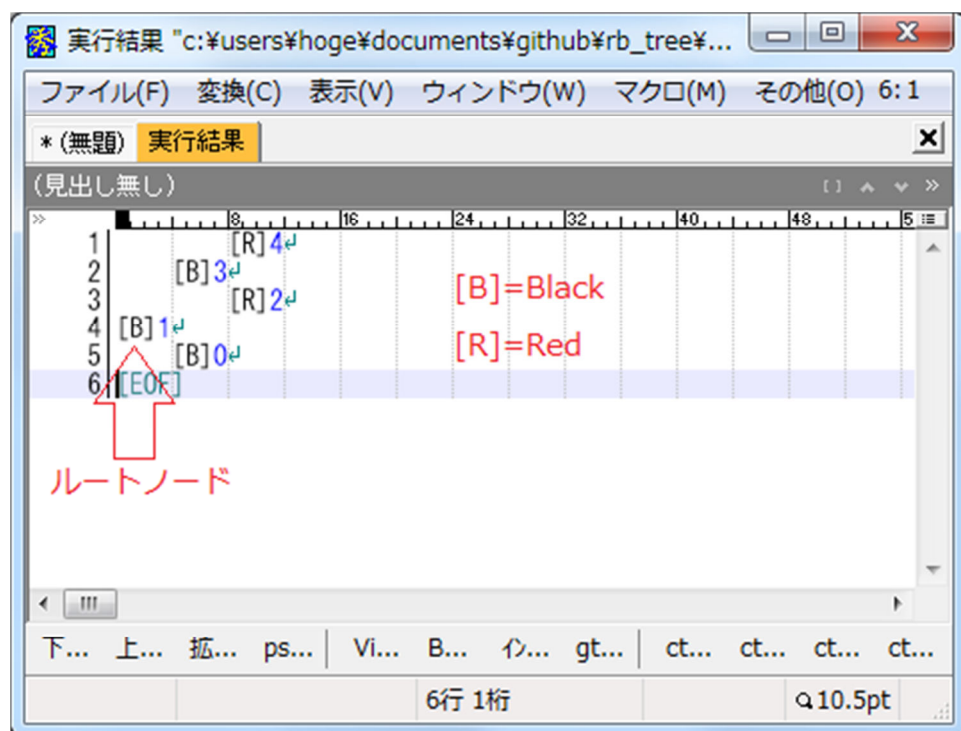 実行結果 "c:¥users¥hoge¥documents¥github¥rb_tree¥...
ファイル(F) 変換(C) 表示(V) ウィンドウ(W) マクロ(M) その他(O) 6:1
* (無題) 実行結果
(見出し無し)
8 16 24 32 40 48 5
1 [R]4
2 [B]3
3 [R]2
4 [B]1
5 [B]0
6 [EOF]
[B]=Black
[R]=Red
ルートノード
下... 上... 拡... ps... Vi... B... イン... gt... ct... ct... ct... ct...
6行 1桁 10.5pt